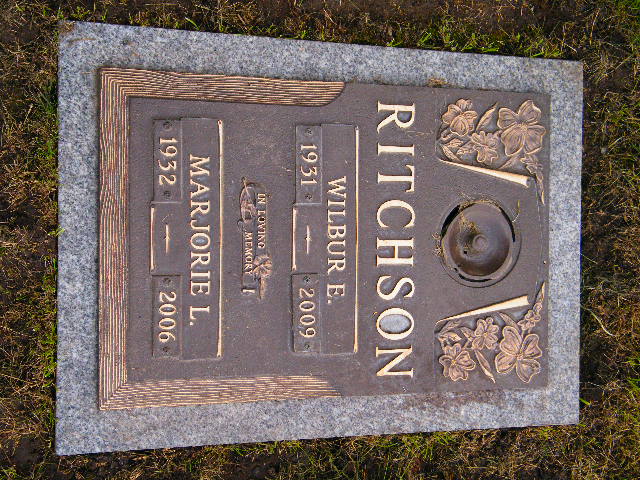 RITCHSON
WILBUR E.
1931 – 2009
IN LOVING
MEMORY
MARJORIE L.
1932 – 2006